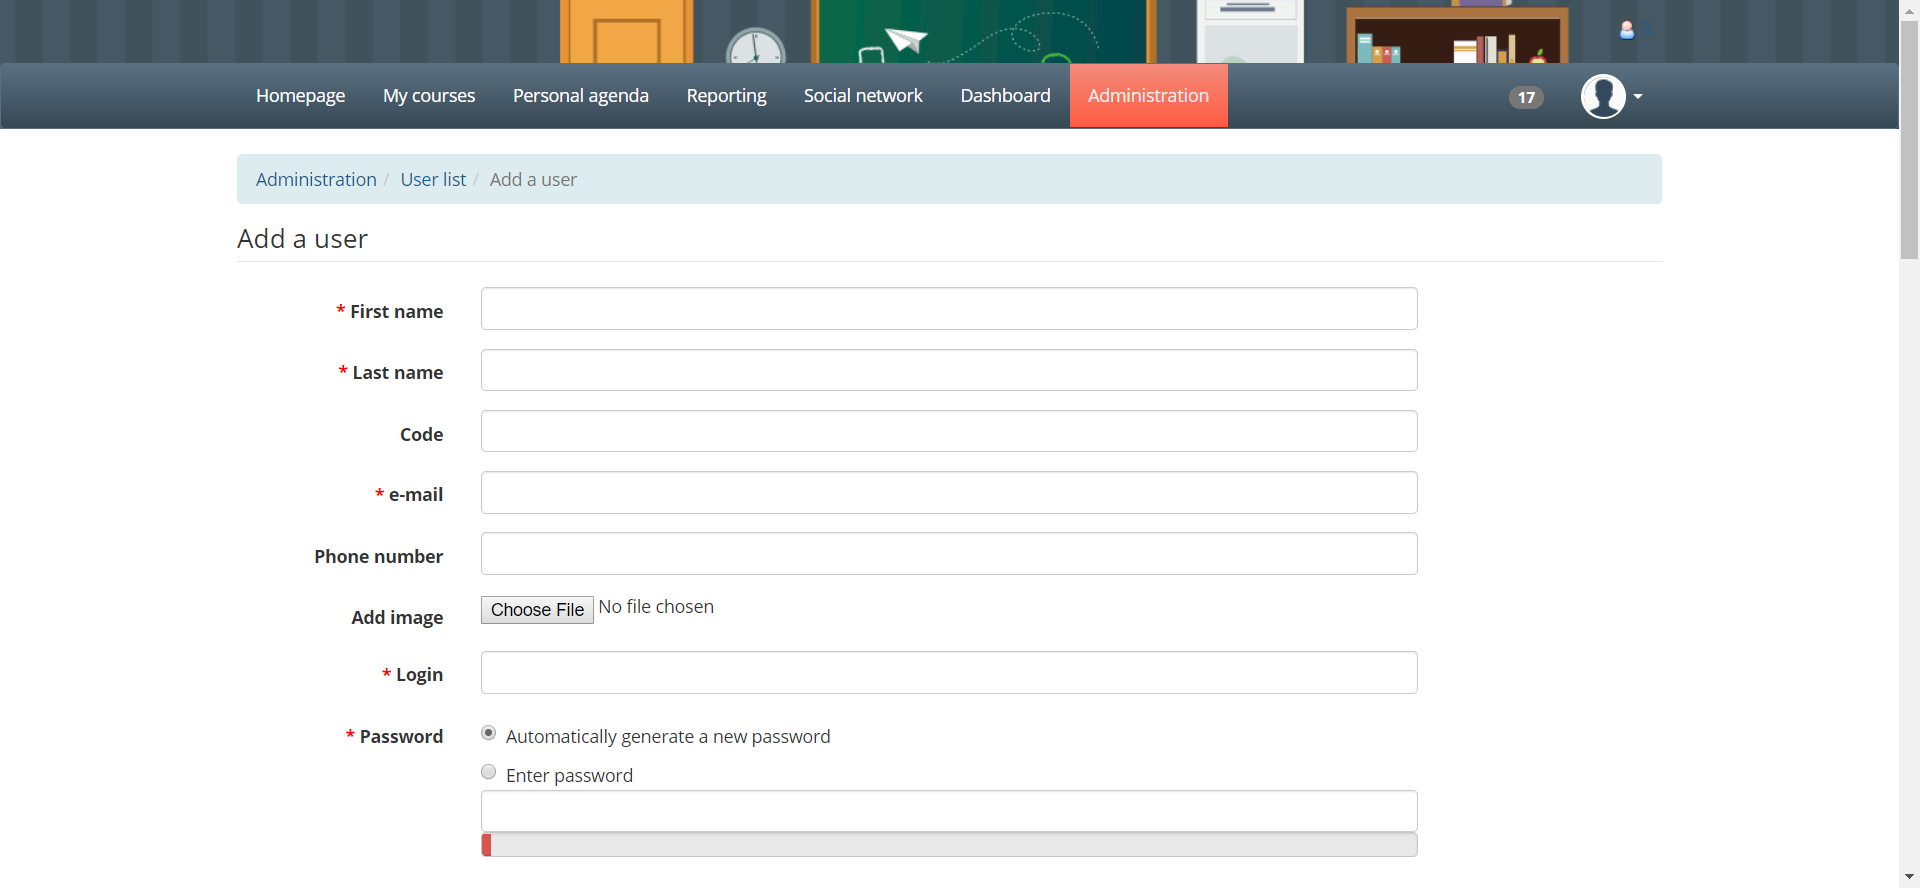 Homepage My courses Personal agenda Reporting Social network Dashboard Administration 17
Administration / User list / Add a user
Add a user
* First name
* Last name
Code
* e-mail
Phone number
Add image Choose File No file chosen
* Login
* Password Automatically generate a new password
Enter password